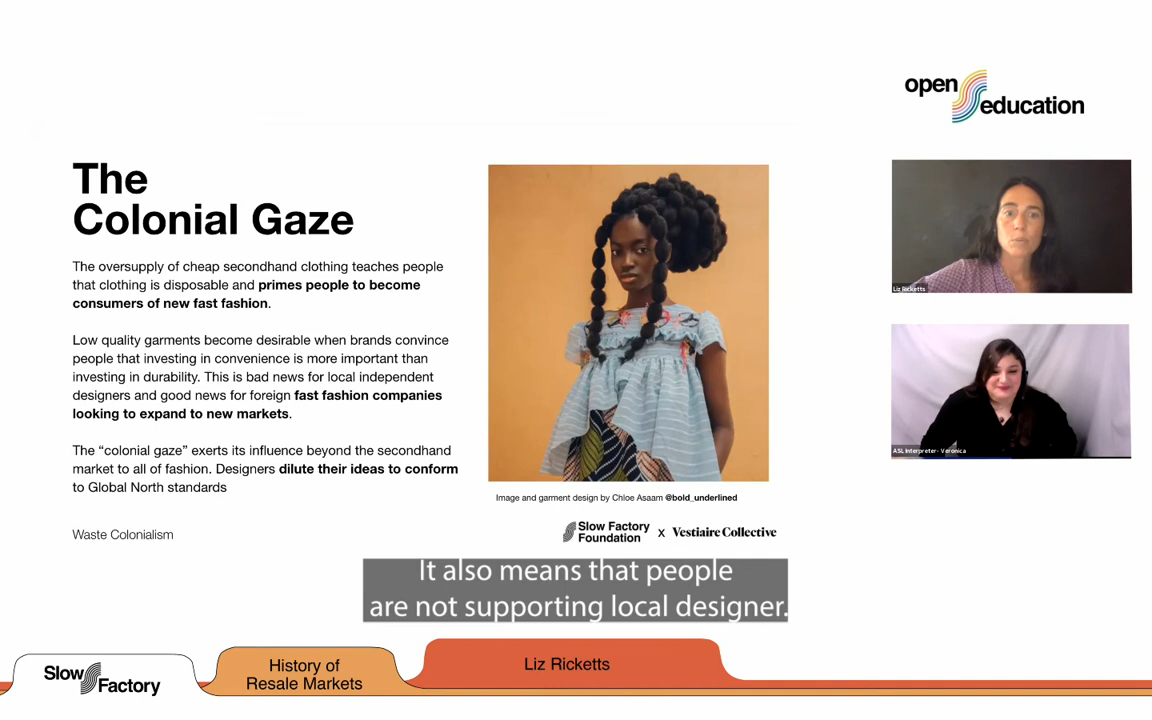 open
education
The
Colonial Gaze
The oversupply of cheap secondhand clothing teaches people
that clothing is disposable and primes people to become
consumers of new fast fashion.
Low quality garments become desirable when brands convince
people that investing in convenience is more important than
investing in durability. This is bad news for local independent
designers and good news for foreign fast fashion companies
looking to expand to new markets.
The “colonial gaze” exerts its influence beyond the secondhand
market to all of fashion. Designers dilute their ideas to conform
to Global North standards
Waste Colonialism
Image and garment design by Chloe Asaam @bold_underlined
Slow Factory
Foundation x Vestiaire Collective
Liz Ricketts
ASL Interpreter- Veronica
It also means that people
are not supporting local designer.
Slow
Factory
History of
Resale Markets
Liz Ricketts